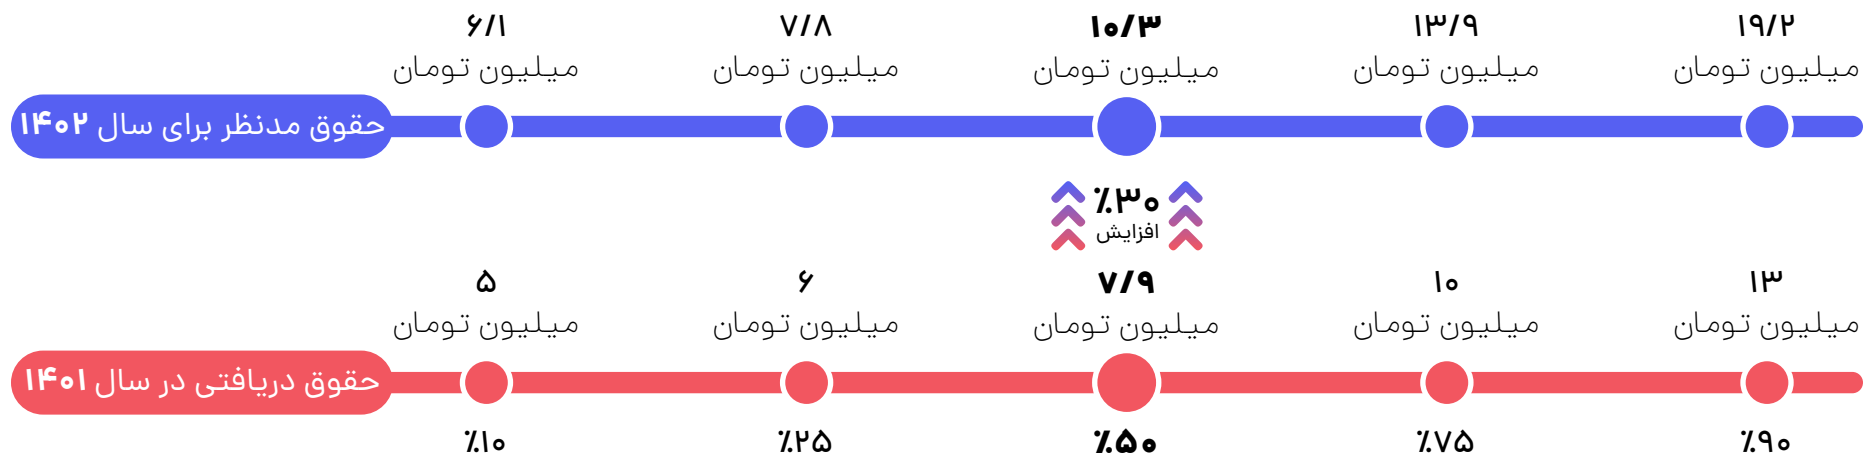 ۶/۱ ۷/۸ ۱۰/۳ ۱۳/۹ ۱۹/۲
میلیون تومان میلیون تومان میلیون تومان میلیون تومان میلیون تومان
حقوق مدنظر برای سال ۱۴۰۲
٪۳۰
افزایش
۵ ۶ ۷/۹ ۱۰ ۱۳
میلیون تومان میلیون تومان میلیون تومان میلیون تومان میلیون تومان
حقوق دریافتی در سال ۱۴۰۱
٪۱۰ ٪۲۵ ٪۵۰ ٪۷۵ ٪۹۰